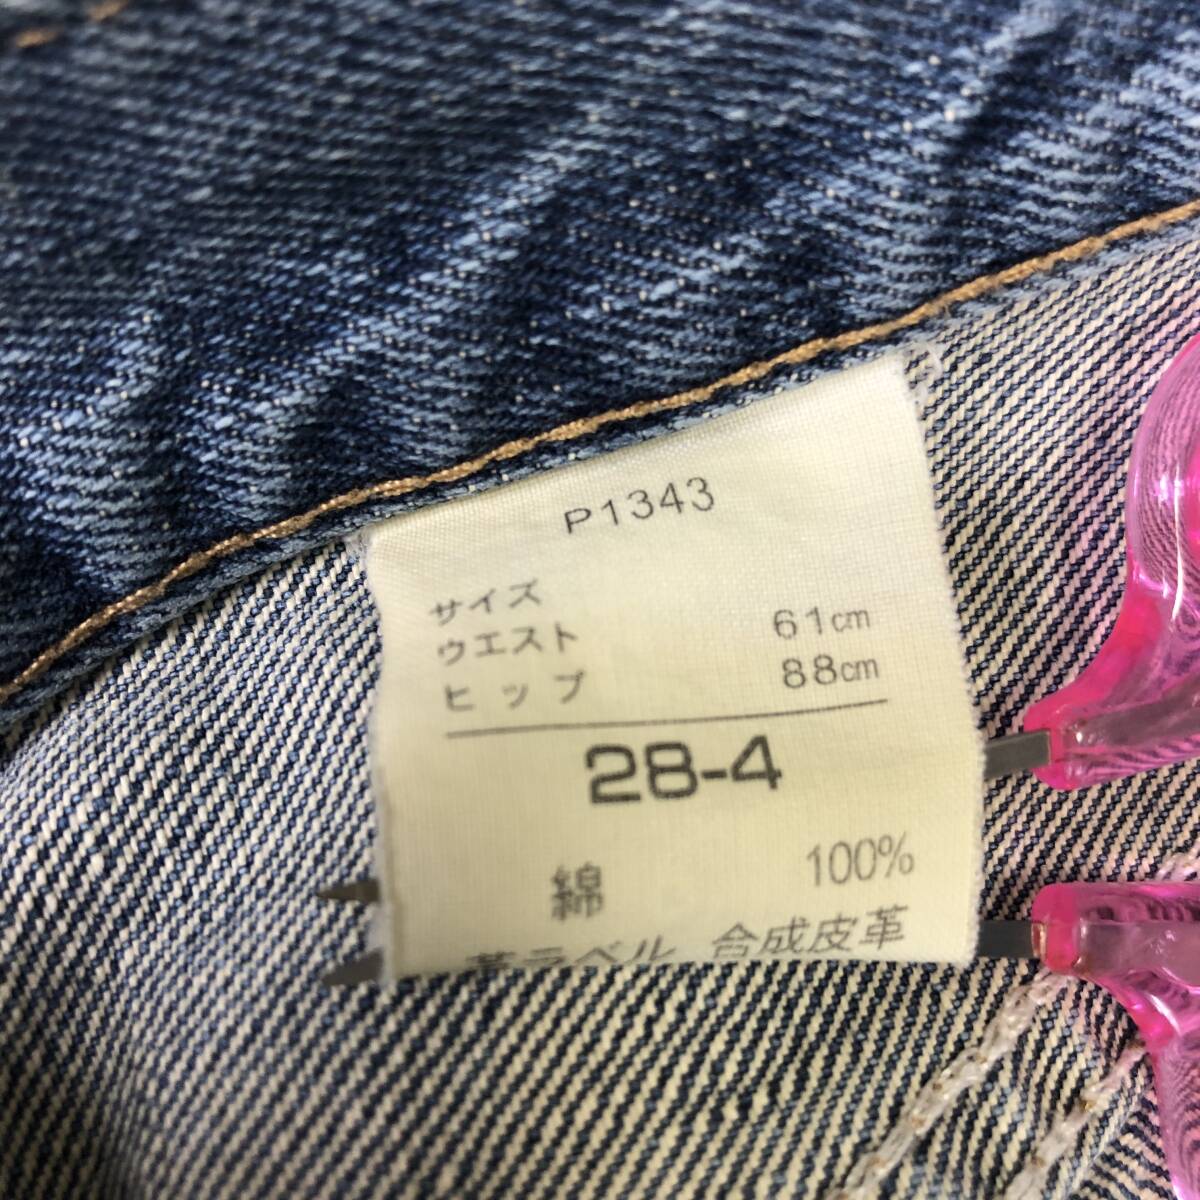 P1343
サイズ
ウエスト 61cm
ヒップ 88cm
28-4
綿 100%
革ラベル 合成皮革